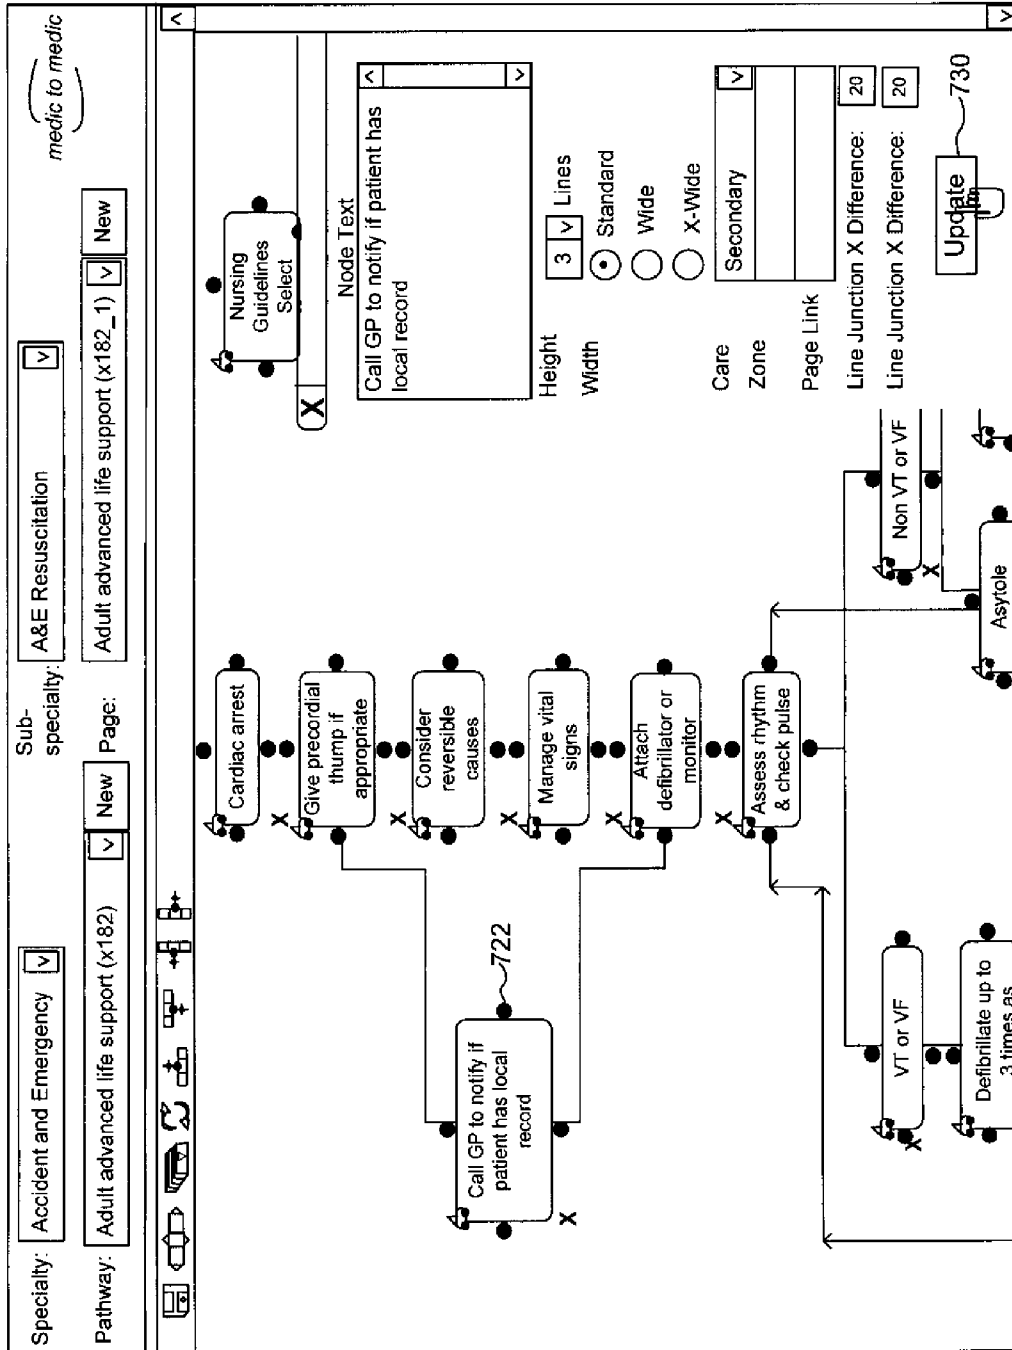 Specialty: Accident and Emergency V
Sub-
specialty: A&E Resuscitation V
medic to medic
Pathway: Adult advanced life support (x182) V New
Page: Adult advanced life support (x182_1) V New
Nursing
Guidelines
Select
Cardiac arrest
Give precordial
thump if
appropriate
Consider
reversible
causes
Manage vital
signs
Attach
defibrillator or
monitor
Assess rhythm
& check pulse
Call GP to notify if
patient has local
record
722
VT or VF
Defibrillate up to
3 times as
Non VT or VF
Asytole
X
Node Text
Call GP to notify if patient has
local record
Height 3 V Lines
Width Standard
Wide
X-Wide
Care
Zone
Secondary V
Page Link
Line Junction X Difference: 20
Line Junction X Difference: 20
Update
730